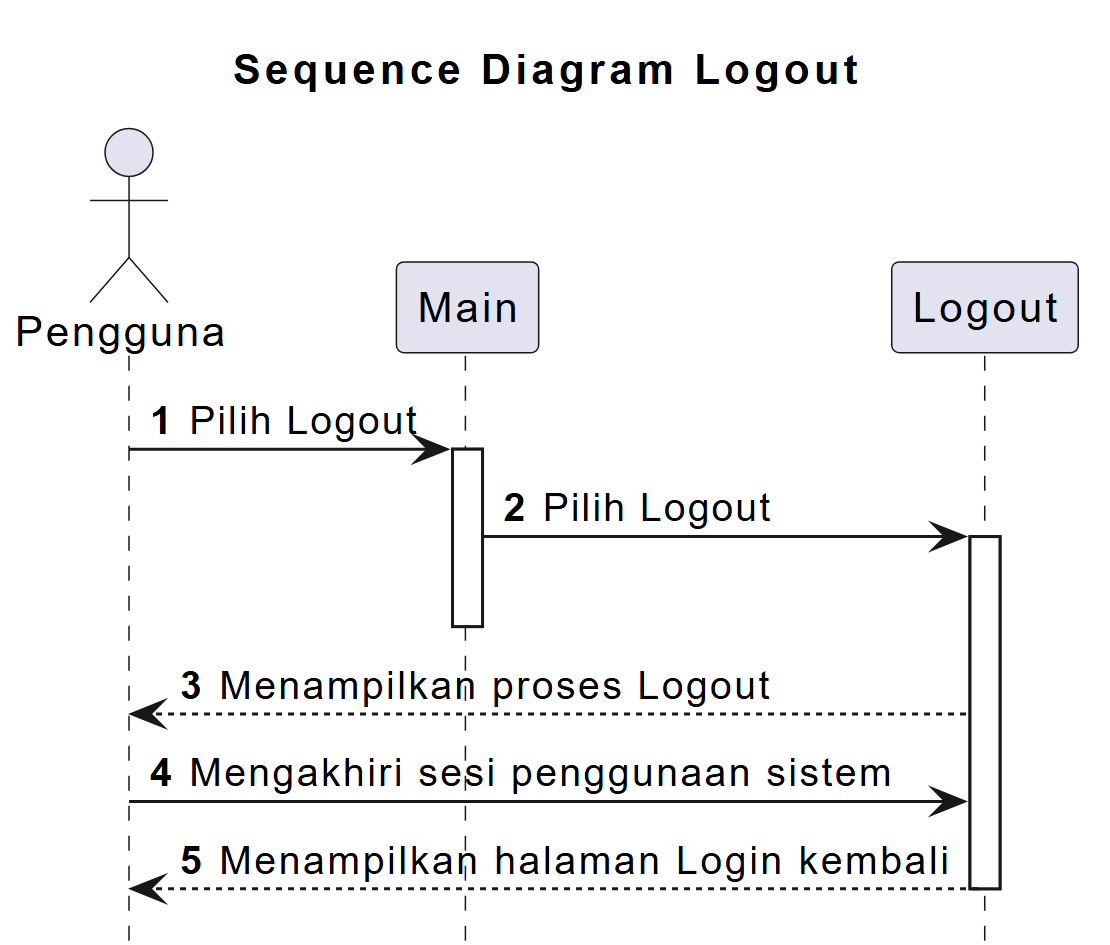 Sequence Diagram Logout
Pengguna
Main
Logout
1 Pilih Logout
2 Pilih Logout
3 Menampilkan proses Logout
4 Mengakhiri sesi penggunaan sistem
5 Menampilkan halaman Login kembali